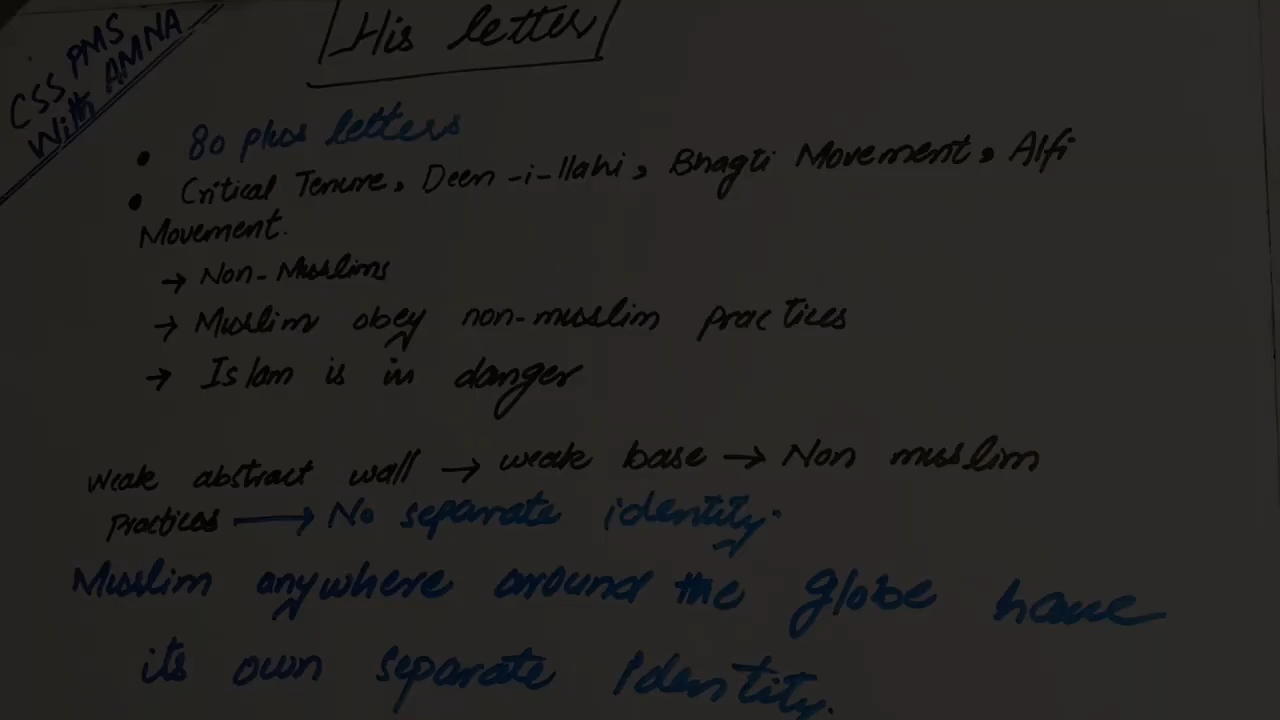 CSS PMS
With AMNA
His letter
• 80 plus letters
• Critical Tenure, Deen-i-llahi, Bhagti Movement, Alfi
Movement.
→ Non-Muslims
→ Muslim obey non-muslim practices
→ Islam is in danger
Weak abstract wall → weak base → Non muslim
Practices → No separate identity.
Muslim anywhere around the globe have
its own separate Identity.